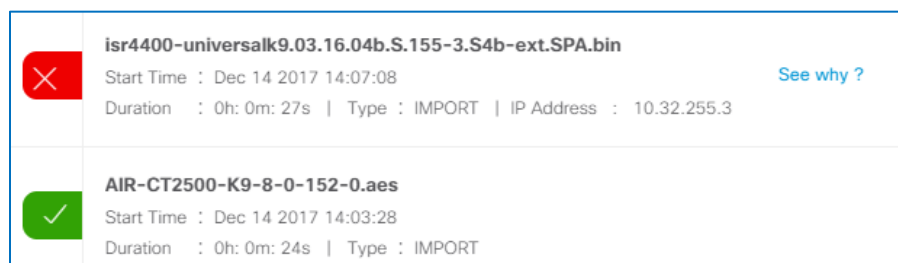 isr4400-universalk9.03.16.04b.S.155-3.S4b-ext.SPA.bin
Start Time : Dec 14 2017 14:07:08
See why ?
Duration : 0h: 0m: 27s | Type : IMPORT | IP Address : 10.32.255.3
AIR-CT2500-K9-8-0-152-0.aes
Start Time : Dec 14 2017 14:03:28
Duration : 0h: 0m: 24s | Type : IMPORT